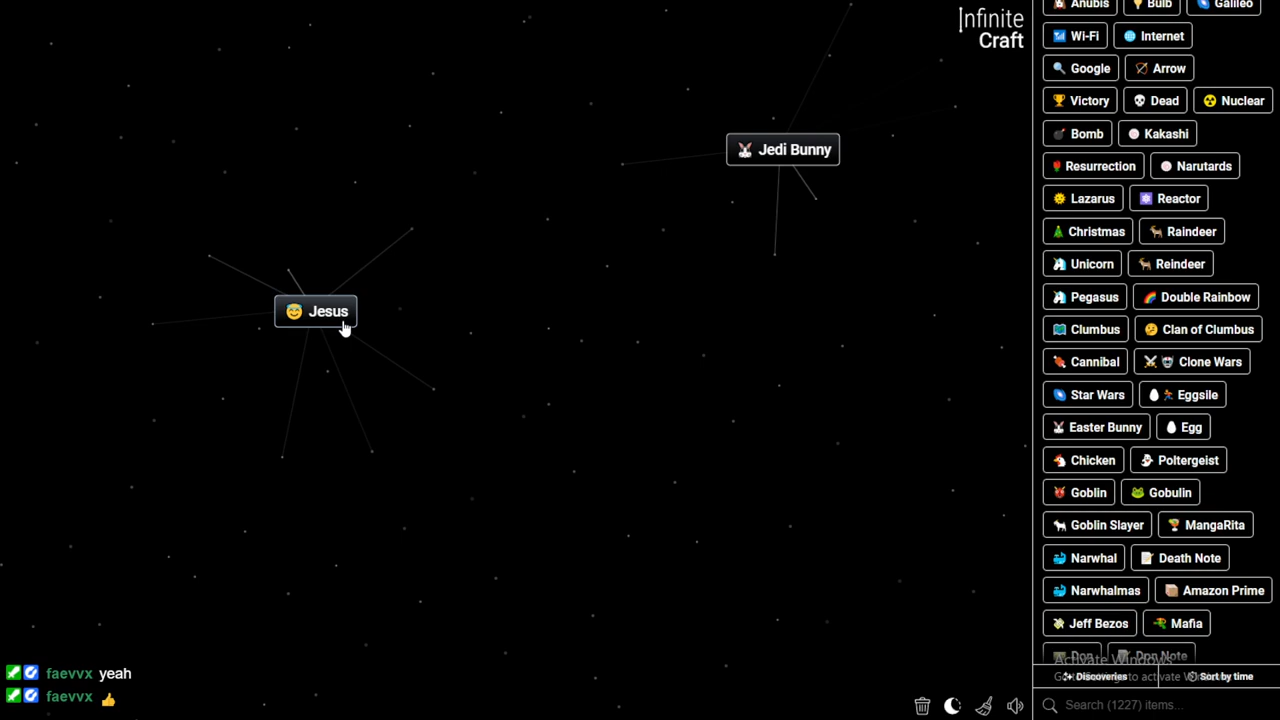 Infinite
Craft
Jedi Bunny
Jesus
faevvx yeah
faevvx 👍
Anubis Bulb Galileo
Wi-Fi Internet
Google Arrow
Victory Dead Nuclear
Bomb Kakashi
Resurrection Narutards
Lazarus Reactor
Christmas Raindeer
Unicorn Reindeer
Pegasus Double Rainbow
Clumbus Clan of Clumbus
Cannibal Clone Wars
Star Wars Eggsile
Easter Bunny Egg
Chicken Poltergeist
Goblin Gobulin
Goblin Slayer MangaRita
Narwhal Death Note
Narwhalmas Amazon Prime
Jeff Bezos Mafia
Don Don Note
Activate Windows
Discoveries Sort by time
Search (1227) items...